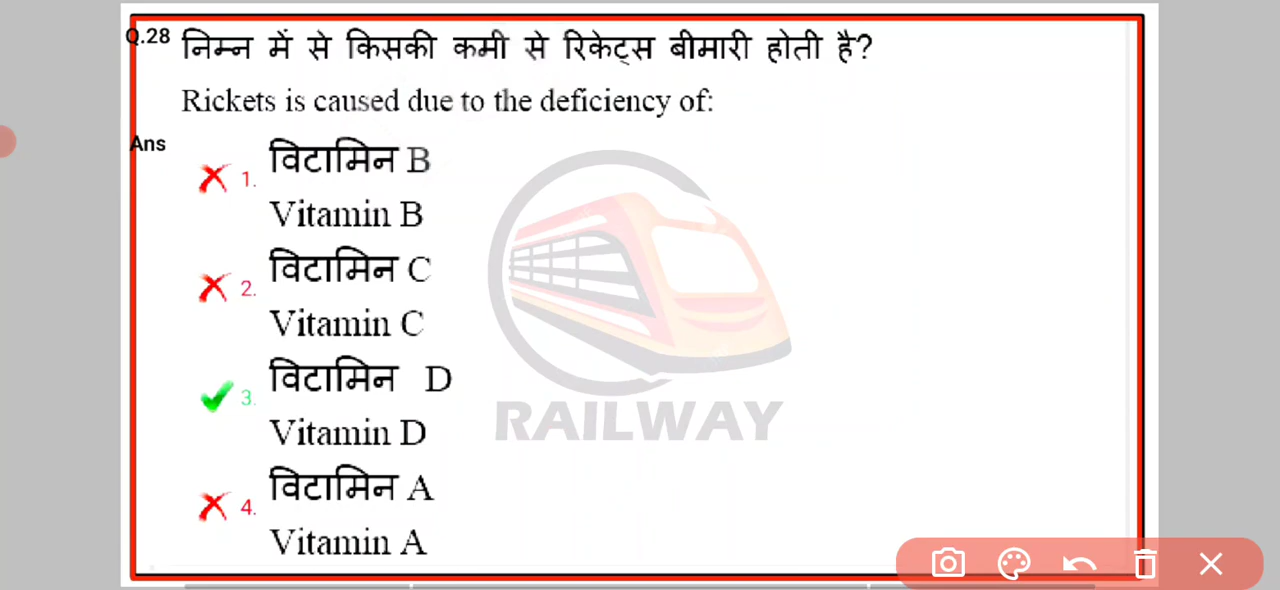 Q.28 निम्न में से किसकी कमी से रिकेट्स बीमारी होती है?
Rickets is caused due to the deficiency of:
Ans
1. विटामिन B
Vitamin B
2. विटामिन C
Vitamin C
3. विटामिन D
Vitamin D
4. विटामिन A
Vitamin A
RAILWAY